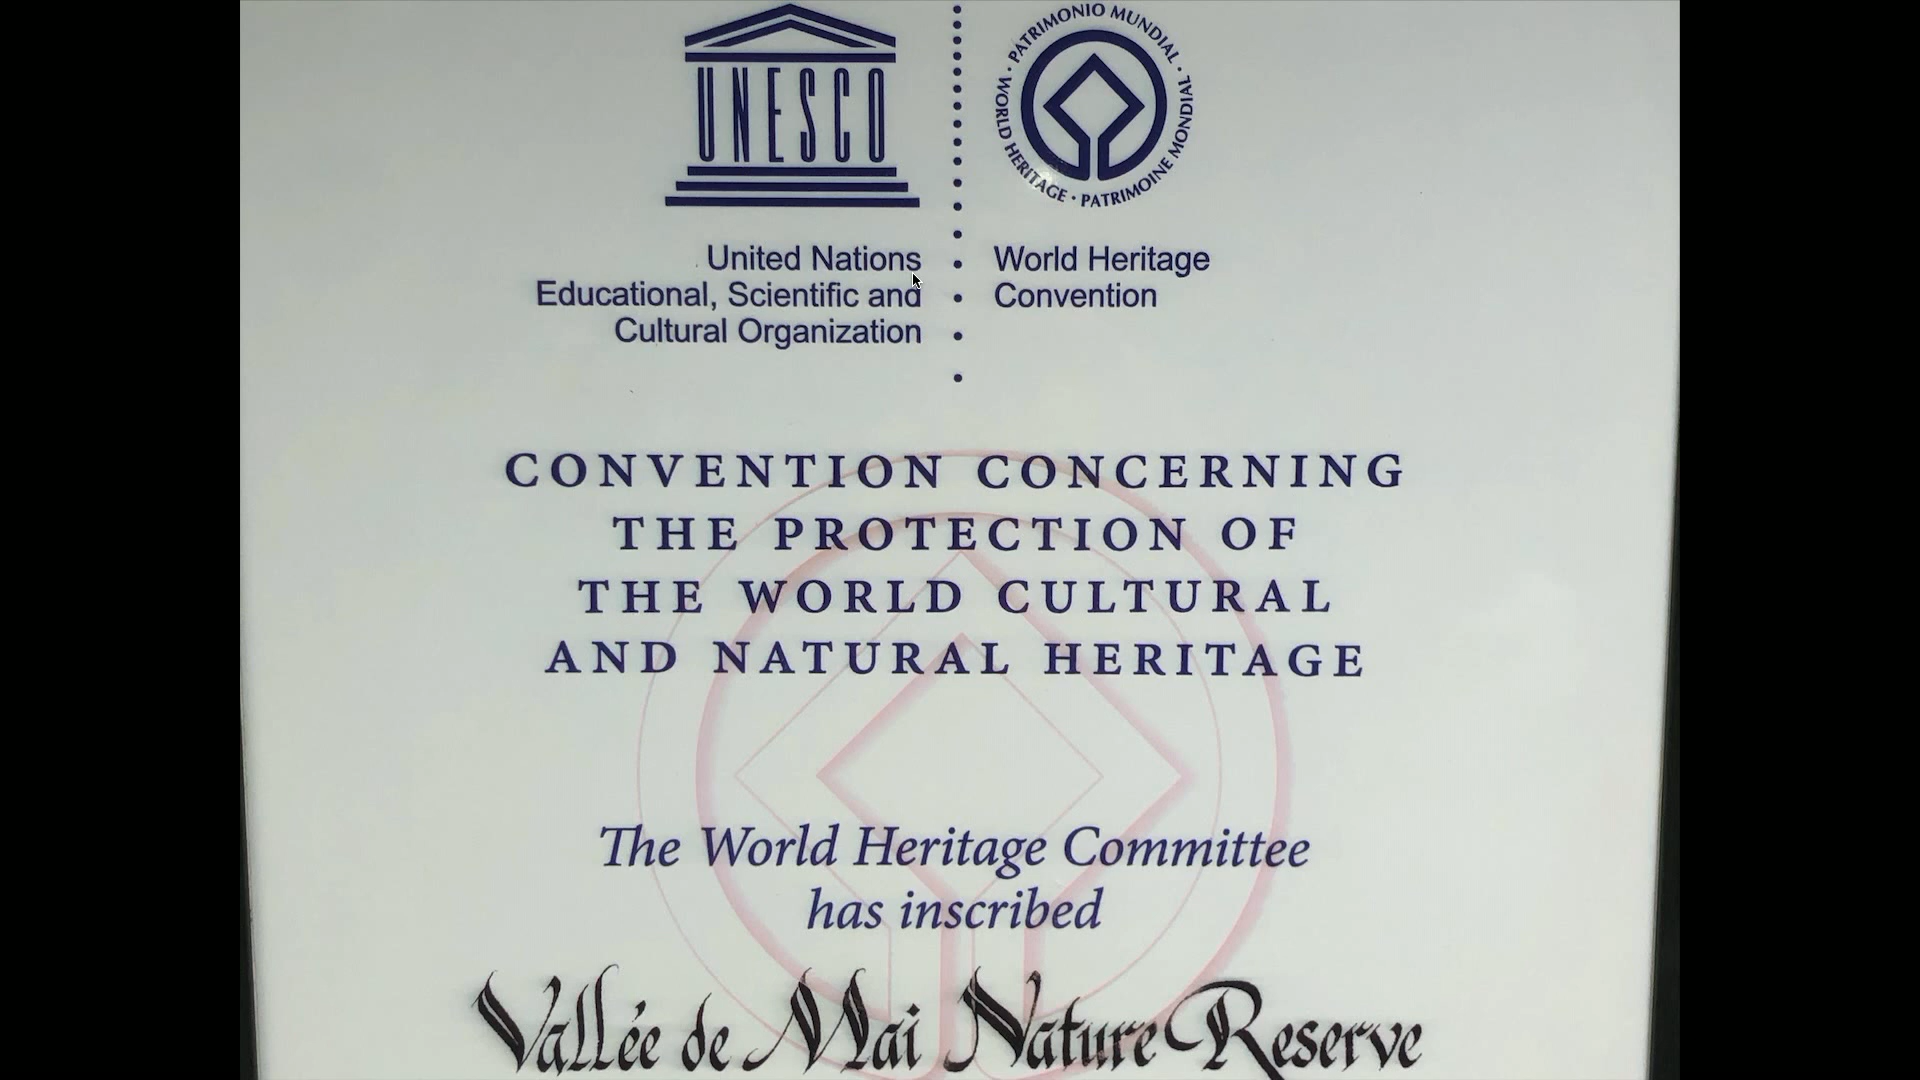 UNESCO
PATRIMONIO MUNDIAL · WORLD HERITAGE · PATRIMOINE MONDIAL ·
United Nations
Educational, Scientific and
Cultural Organization
World Heritage
Convention
CONVENTION CONCERNING
THE PROTECTION OF
THE WORLD CULTURAL
AND NATURAL HERITAGE
The World Heritage Committee
has inscribed
Vallée de Mai Nature Reserve